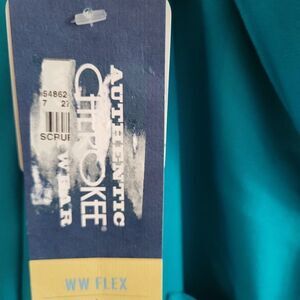 AUTHENTIC
CHEROKEE
WEAR
54862
7 27
SCRUB
WW FLEX